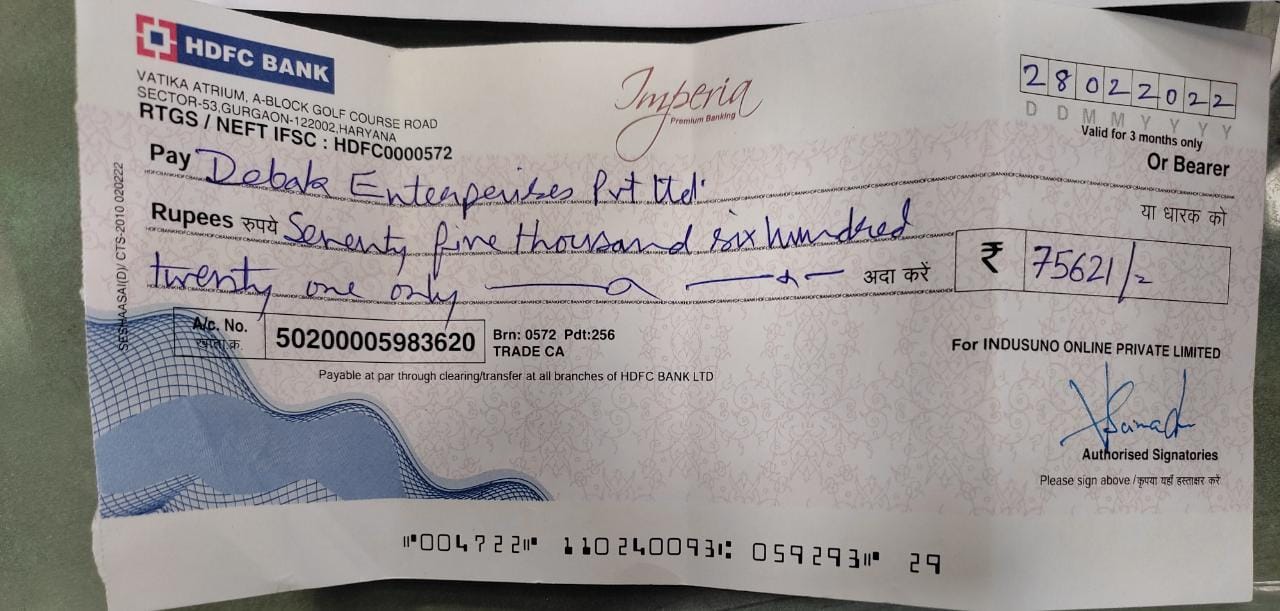 HDFC BANK
VATIKA ATRIUM, A-BLOCK GOLF COURSE ROAD
SECTOR-53,GURGAON-122002,HARYANA
RTGS / NEFT IFSC : HDFC0000572
Imperia
Premium Banking
28022022
D D M M Y Y Y Y
Valid for 3 months only
Pay Debak Enterperises Pvt ltd.
Or Bearer
या धारक को
Rupees रुपये Seventy five thousand six hundred
twenty one only अदा करें
₹ 75621/=
A/c. No.
खाता क्र.
50200005983620
Brn: 0572 Pdt:256
TRADE CA
Payable at par through clearing/transfer at all branches of HDFC BANK LTD
SESHAASAI(D)/ CTS-2010 020222
For INDUSUNO ONLINE PRIVATE LIMITED
Authorised Signatories
Please sign above / कृपया यहाँ हस्ताक्षर करें
⑈004722⑈ 110240093⑆ 059293⑈ 29